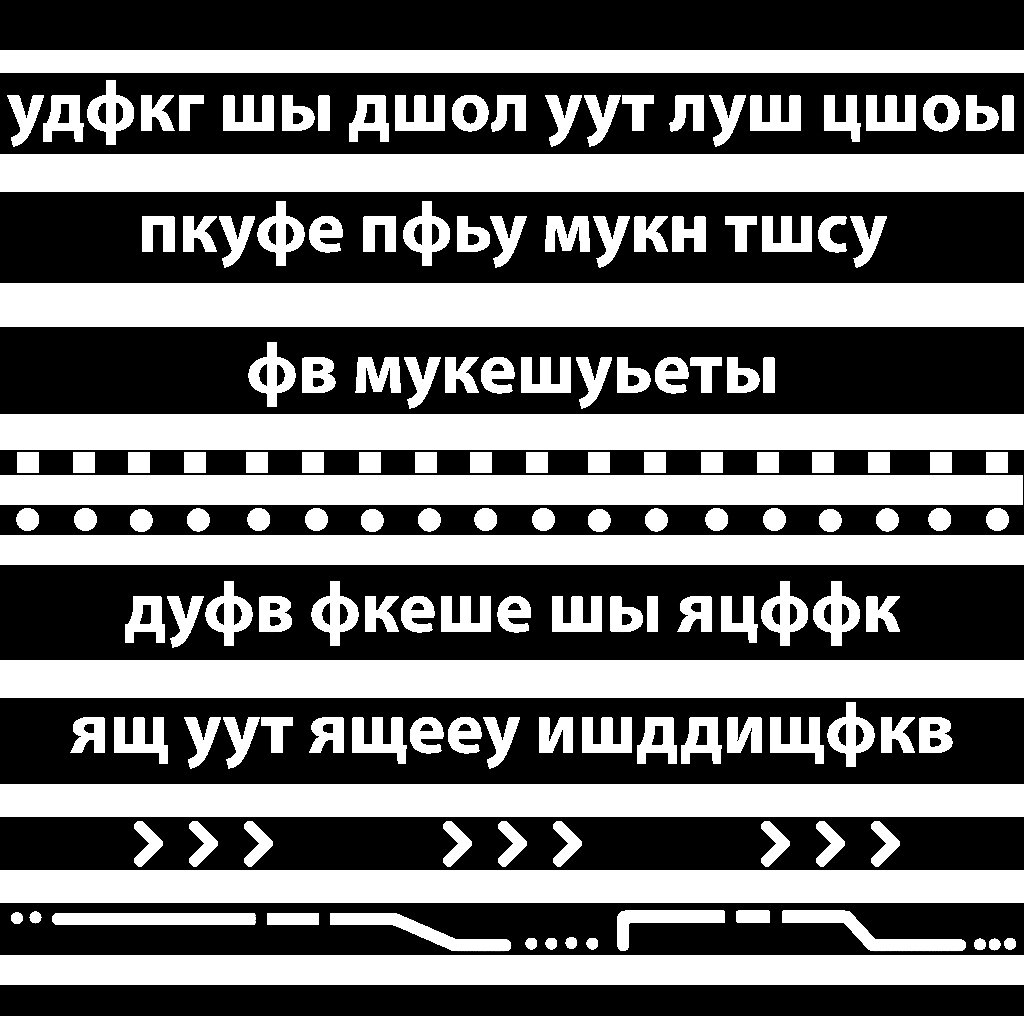 удфкг шы дшол уут луш цшоы
пкуфе пфьу мукн тшсу
фв мукешуьеты
дуфв фкеше шы яцффк
ящ уут ящееу ишддищфкв